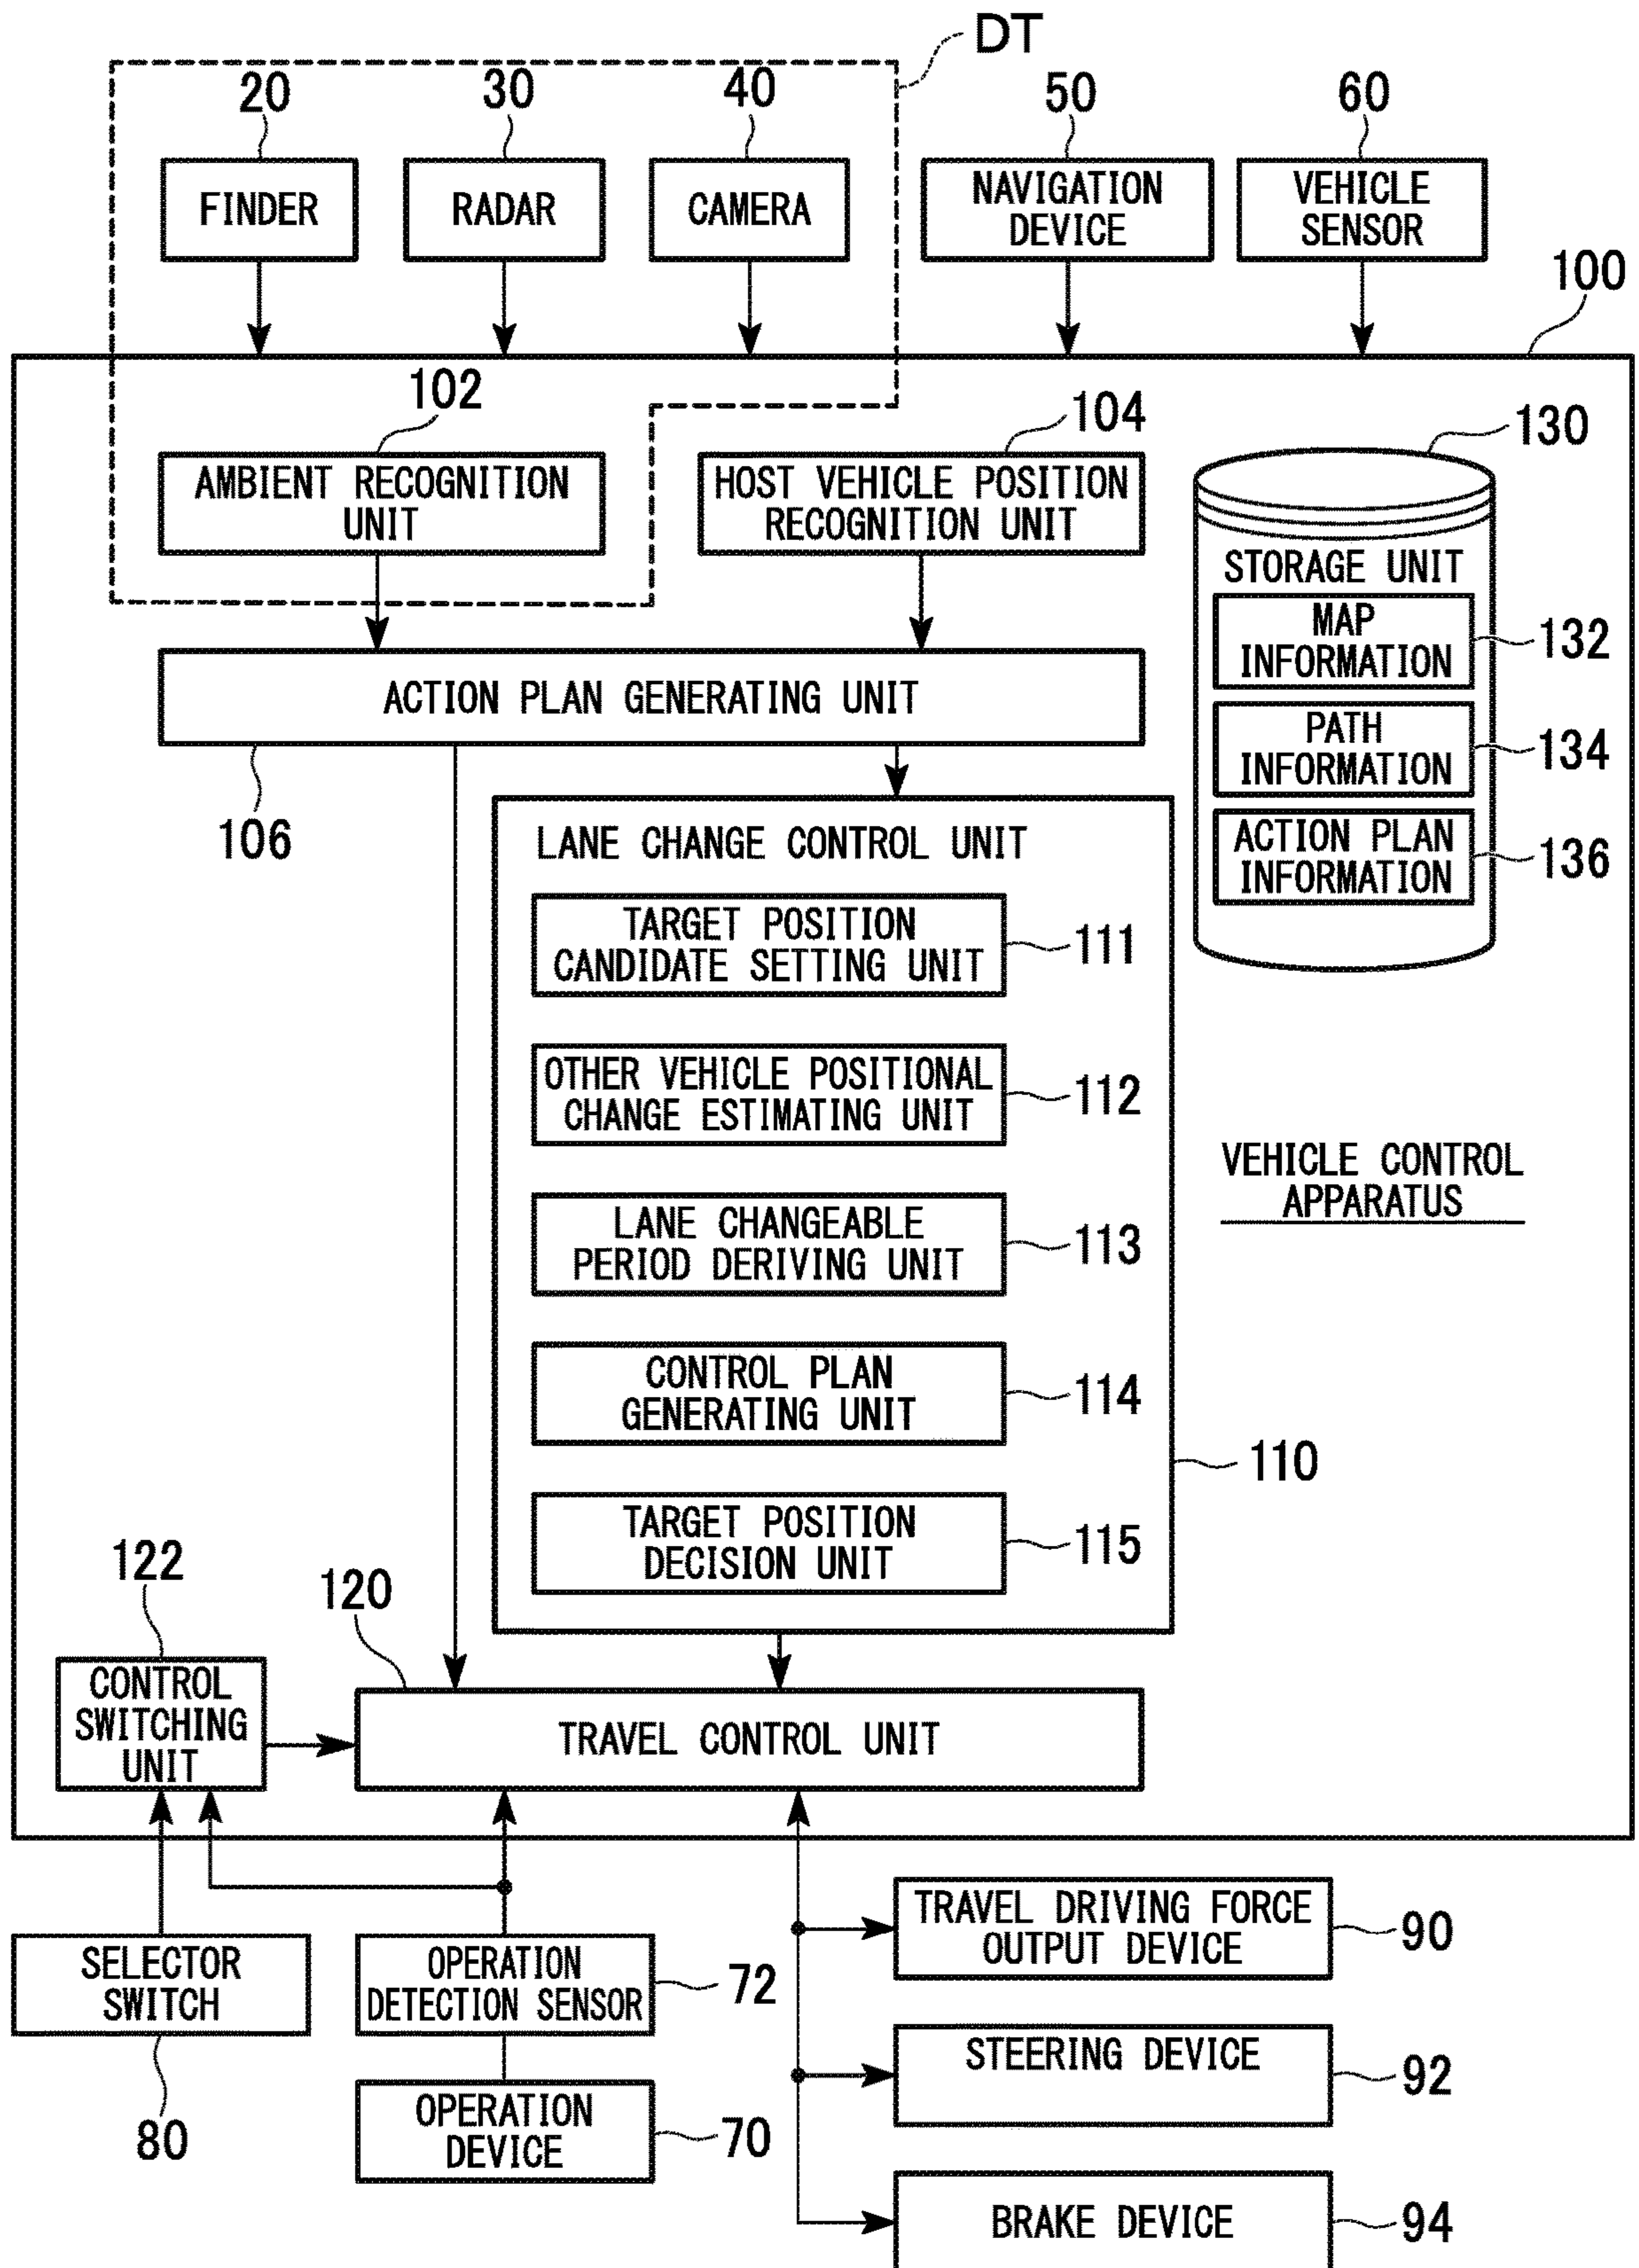 DT
20
30
40
50
60
FINDER
RADAR
CAMERA
NAVIGATION
DEVICE
VEHICLE
SENSOR
100
102
104
130
AMBIENT RECOGNITION
UNIT
HOST VEHICLE POSITION
RECOGNITION UNIT
STORAGE UNIT
MAP
INFORMATION
132
PATH
INFORMATION
134
ACTION PLAN
INFORMATION
136
ACTION PLAN GENERATING UNIT
106
LANE CHANGE CONTROL UNIT
TARGET POSITION
CANDIDATE SETTING UNIT
111
OTHER VEHICLE POSITIONAL
CHANGE ESTIMATING UNIT
112
VEHICLE CONTROL
APPARATUS
LANE CHANGEABLE
PERIOD DERIVING UNIT
113
CONTROL PLAN
GENERATING UNIT
114
110
TARGET POSITION
DECISION UNIT
115
122
120
CONTROL
SWITCHING
UNIT
TRAVEL CONTROL UNIT
SELECTOR
SWITCH
80
OPERATION
DETECTION SENSOR
72
OPERATION
DEVICE
70
TRAVEL DRIVING FORCE
OUTPUT DEVICE
90
STEERING DEVICE
92
BRAKE DEVICE
94